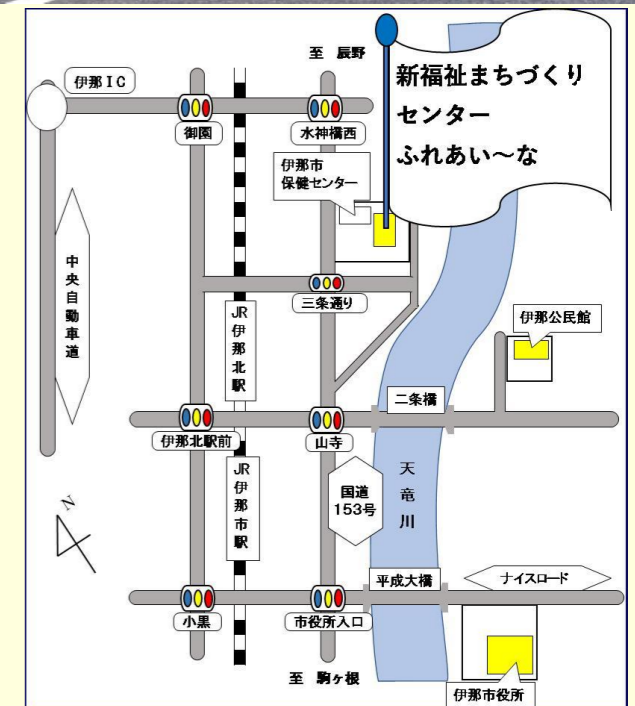 至 辰野
新福祉まちづくり
センター
ふれあい～な
伊那IC
御園
水神橋西
伊那市
保健センター
中央自動車道
三条通り
JR伊那北駅
伊那公民館
二条橋
伊那北駅前
山寺
JR伊那市駅
国道
153号
天竜川
N
平成大橋
ナイスロード
小黒
市役所入口
至 駒ヶ根
伊那市役所